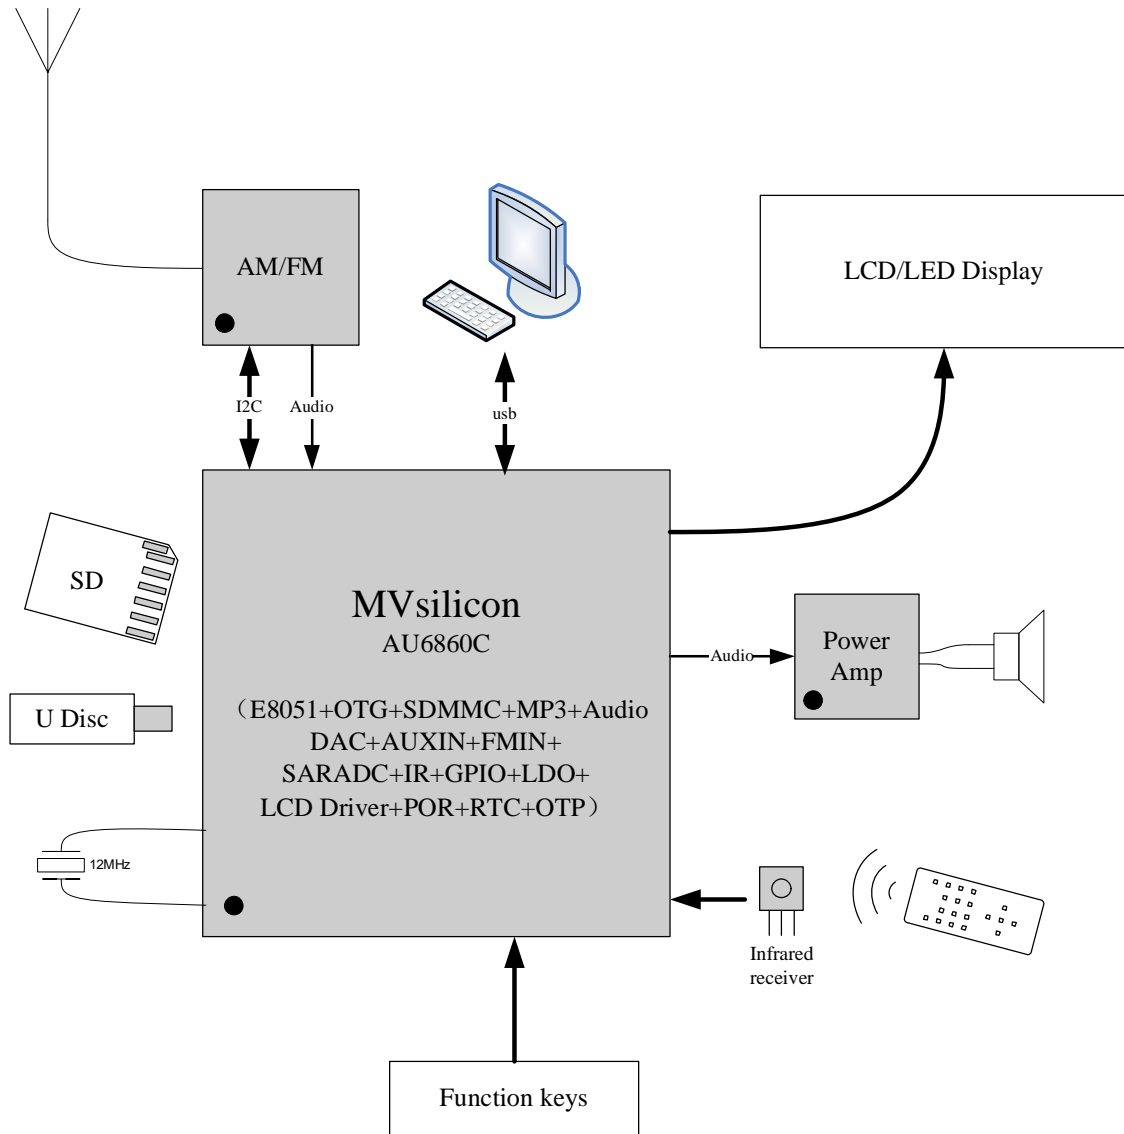 AM/FM
LCD/LED Display
I2C
Audio
usb
SD
MVsilicon
AU6860C
Audio
Power
Amp
U Disc
（E8051+OTG+SDMMC+MP3+Audio
DAC+AUXIN+FMIN+
SARADC+IR+GPIO+LDO+
LCD Driver+POR+RTC+OTP）
12MHz
Infrared
receiver
Function keys